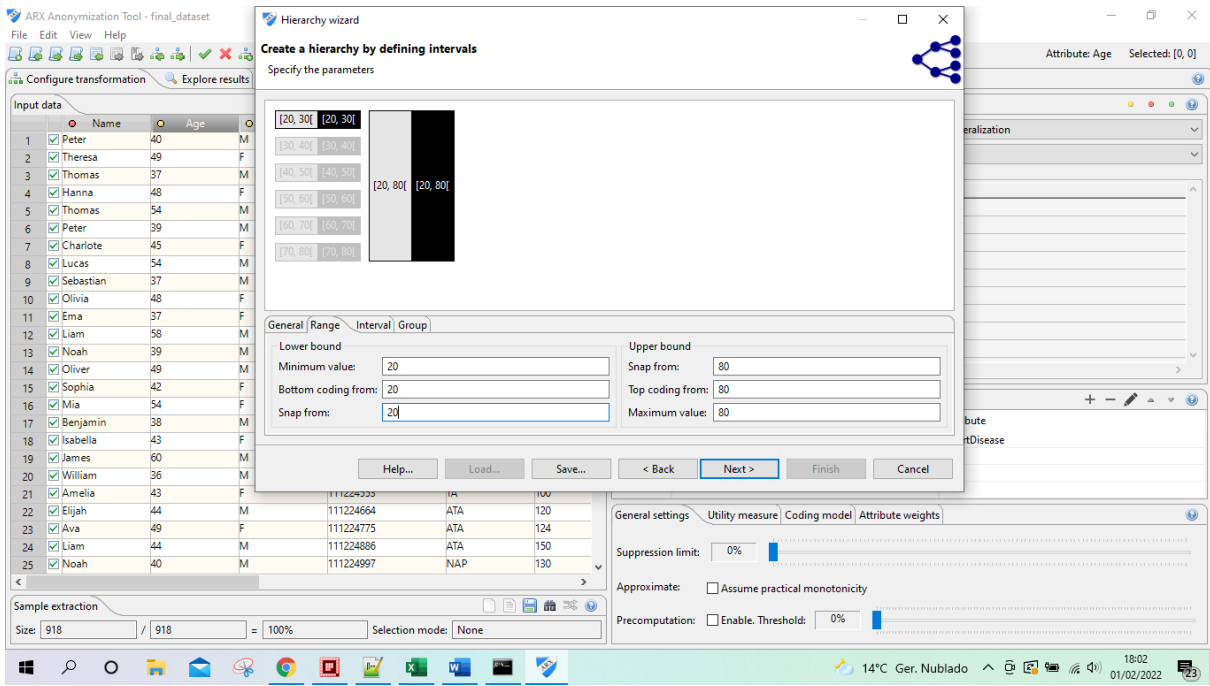 ARX Anonymization Tool - final_dataset
File Edit View Help
Attribute: Age Selected: [0, 0]
Configure transformation Explore results
Input data
Name Age
1 Peter 40 M
2 Theresa 49 F
3 Thomas 37 M
4 Hanna 48 F
5 Thomas 54 M
6 Peter 39 M
7 Charlote 45 F
8 Lucas 54 M
9 Sebastian 37 M
10 Olivia 48 F
11 Ema 37 F
12 Liam 58 M
13 Noah 39 M
14 Oliver 49 M
15 Sophia 42 F
16 Mia 54 F
17 Benjamin 38 M
18 Isabella 43 F
19 James 60 M
20 William 36 M
21 Amelia 43 F 111224553 TA 100
22 Elijah 44 M 111224664 ATA 120
23 Ava 49 F 111224775 ATA 124
24 Liam 44 M 111224886 ATA 150
25 Noah 40 M 111224997 NAP 130
Sample extraction
Size: 918 / 918 = 100% Selection mode: None
Hierarchy wizard
Create a hierarchy by defining intervals
Specify the parameters
[20, 30[ [20, 30[
[30, 40[ [30, 40[
[40, 50[ [40, 50[
[20, 80[ [20, 80[
[50, 60[ [50, 60[
[60, 70[ [60, 70[
[70, 80[ [70, 80[
General Range Interval Group
Lower bound
Minimum value: 20
Bottom coding from: 20
Snap from: 20
Upper bound
Snap from: 80
Top coding from: 80
Maximum value: 80
Help... Load... Save... < Back Next > Finish Cancel
eralization
bute
rtDisease
General settings Utility measure Coding model Attribute weights
Suppression limit: 0%
Approximate: Assume practical monotonicity
Precomputation: Enable. Threshold: 0%
14°C Ger. Nublado
18:02
01/02/2022
23